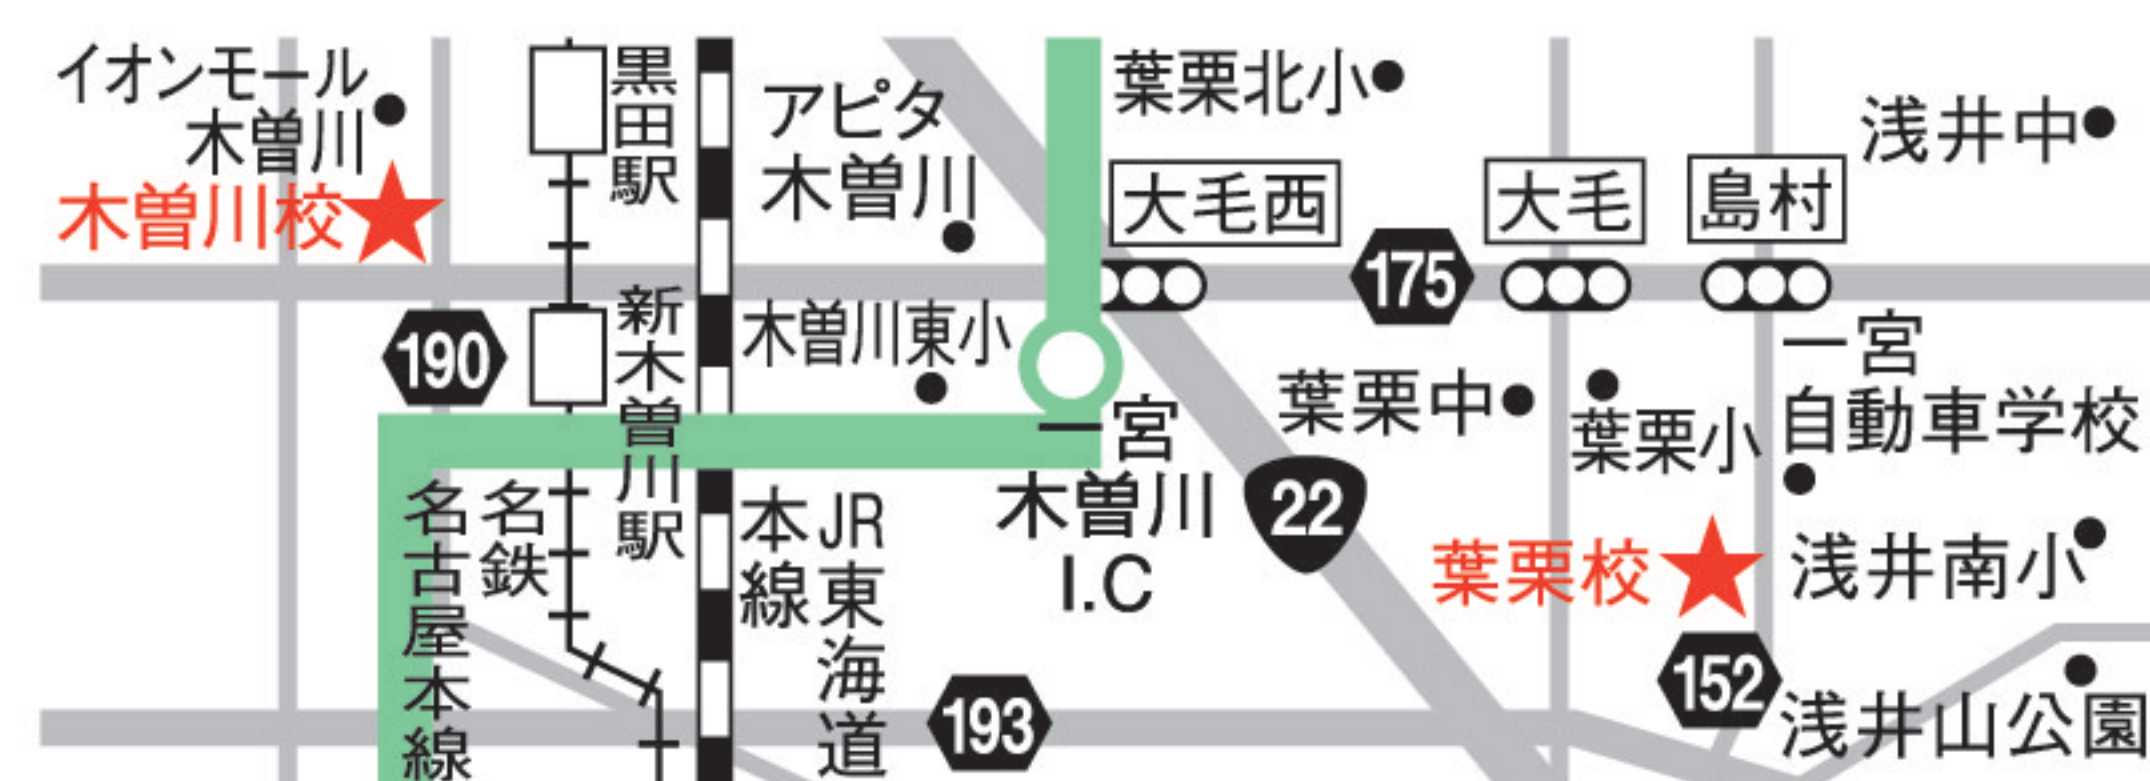 イオンモール
木曽川
木曽川校
黒田駅
アピタ
木曽川
葉栗北小
浅井中
大毛西
大毛
島村
175
190
新木曽川駅
木曽川東小
一宮
木曽川
I.C
葉栗中
葉栗小
一宮
自動車学校
22
名鉄
名古屋本線
JR東海道
本線
葉栗校
浅井南小
152
193
浅井山公園